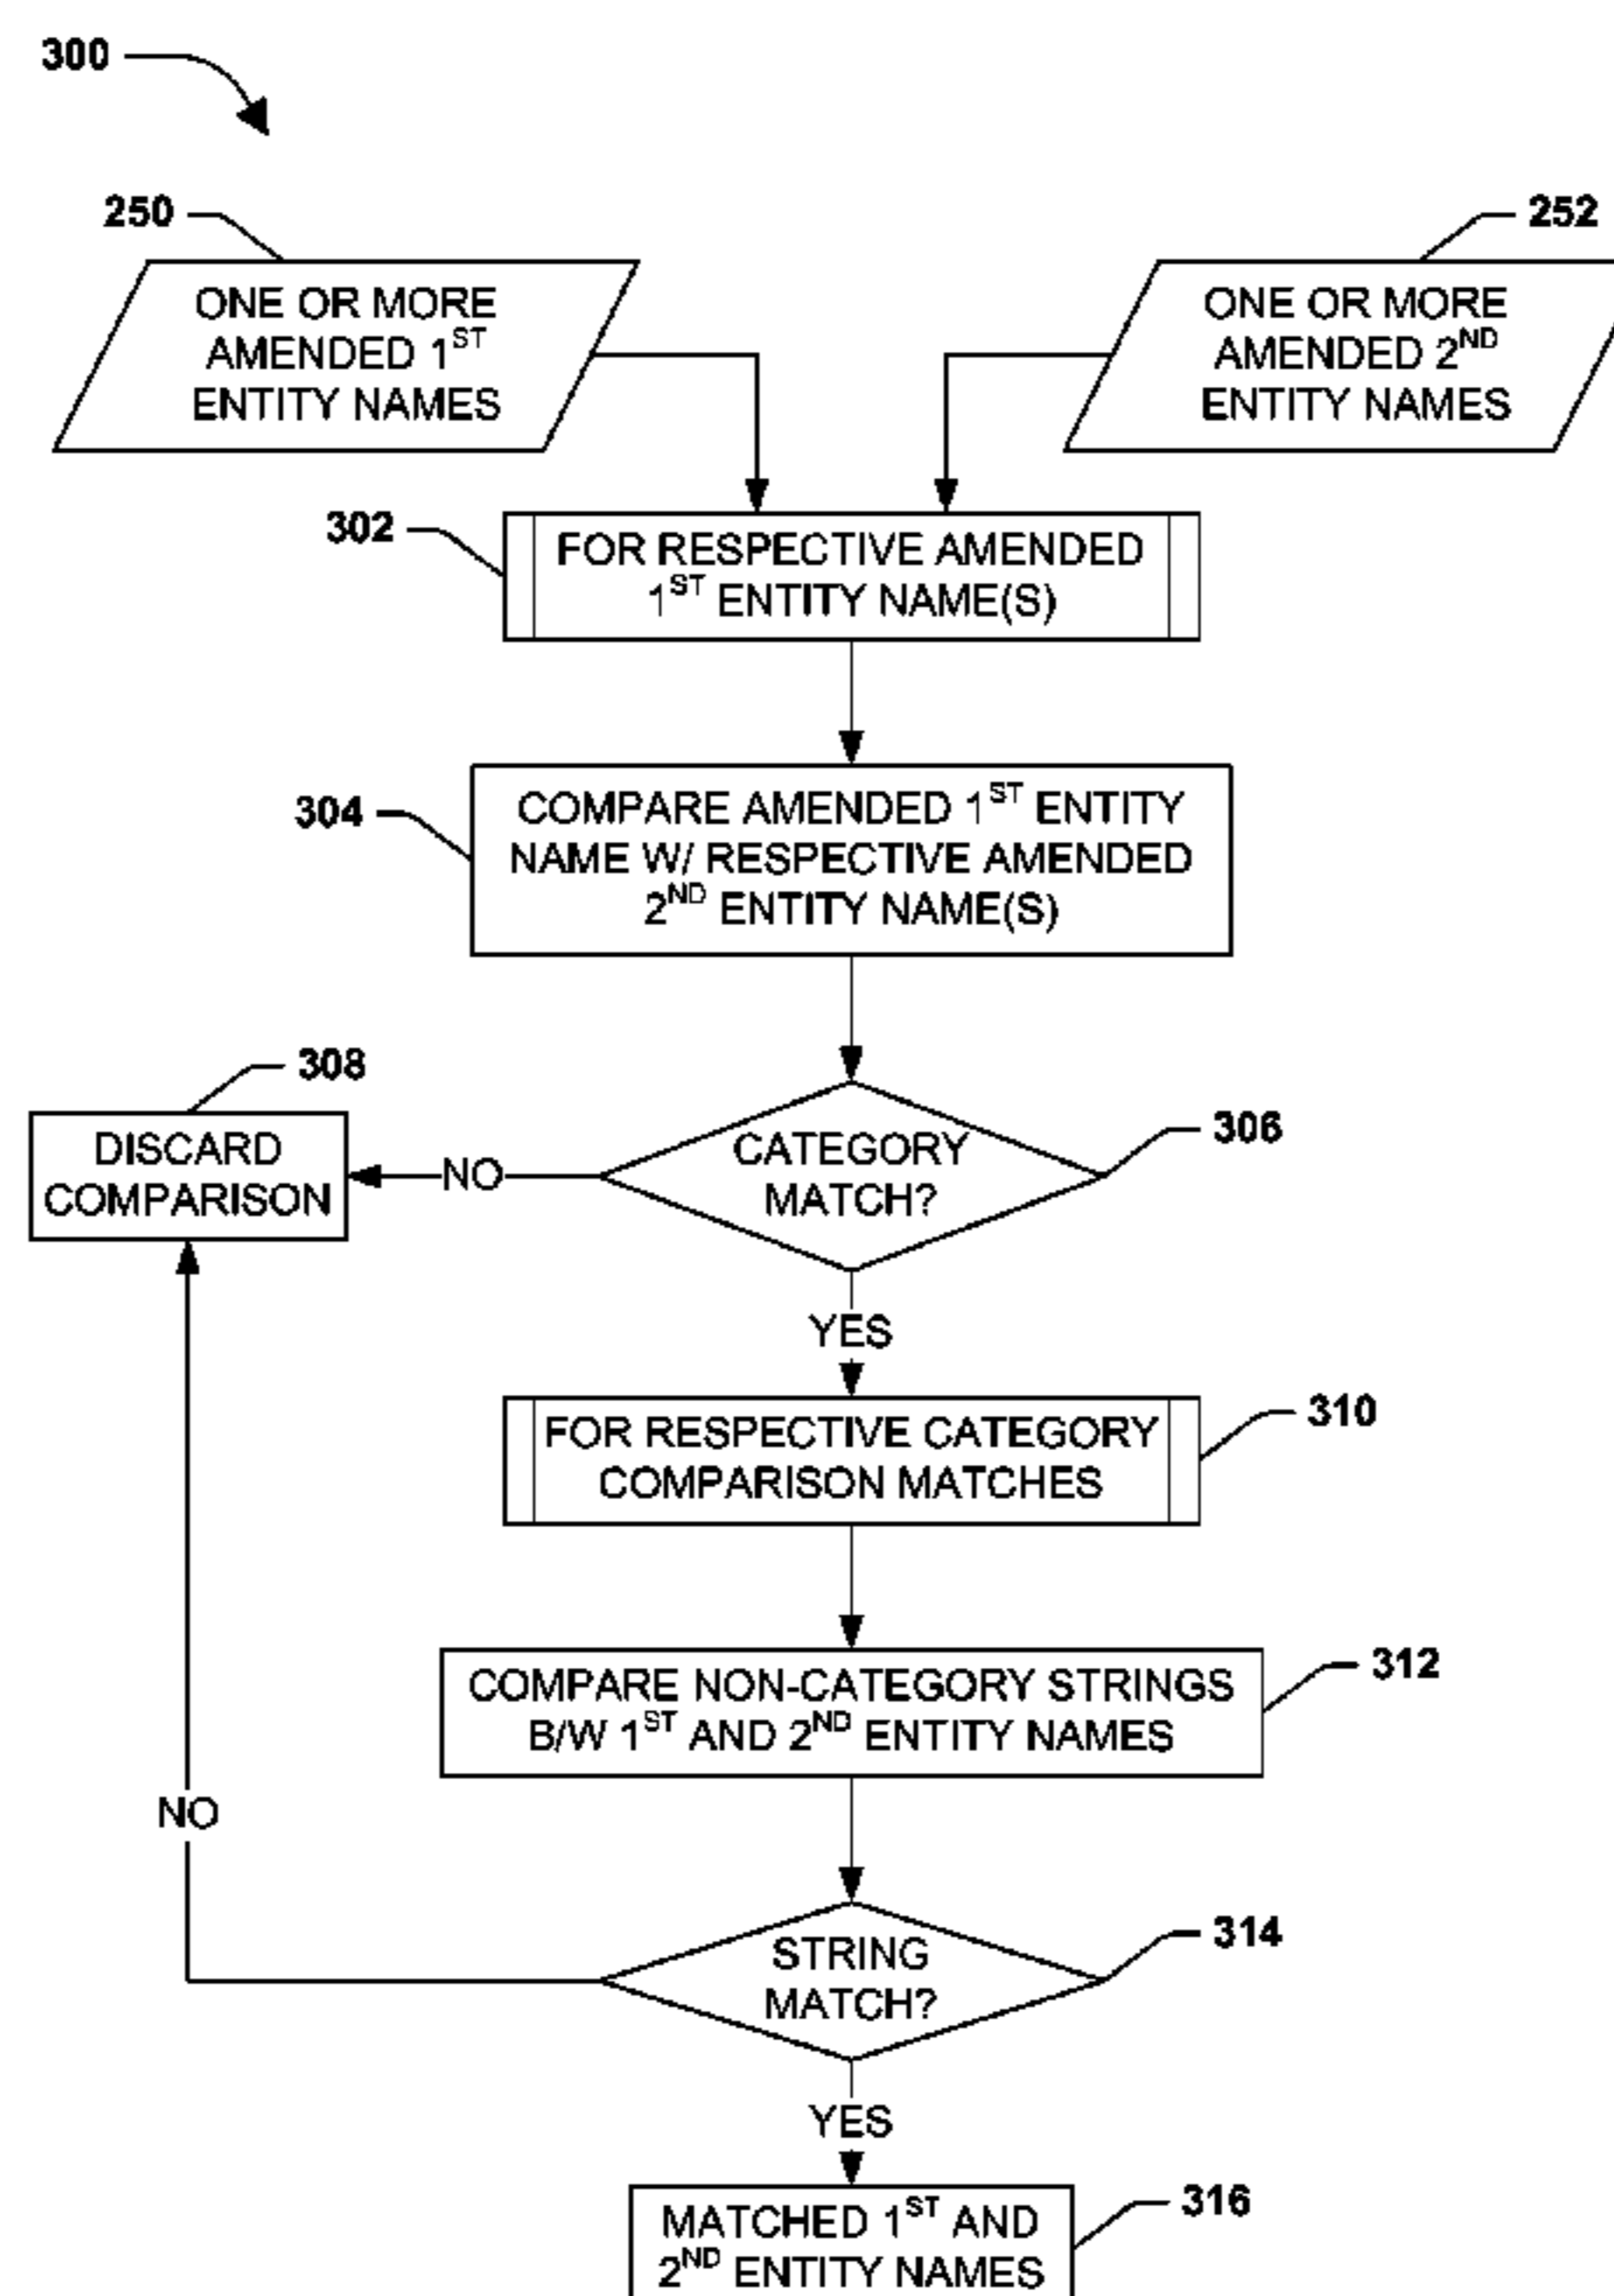 300
250
252
ONE OR MORE
AMENDED 1ST
ENTITY NAMES
ONE OR MORE
AMENDED 2ND
ENTITY NAMES
302
FOR RESPECTIVE AMENDED
1ST ENTITY NAME(S)
304
COMPARE AMENDED 1ST ENTITY
NAME W/ RESPECTIVE AMENDED
2ND ENTITY NAME(S)
308
306
DISCARD
COMPARISON
NO
CATEGORY
MATCH?
YES
310
FOR RESPECTIVE CATEGORY
COMPARISON MATCHES
312
COMPARE NON-CATEGORY STRINGS
B/W 1ST AND 2ND ENTITY NAMES
NO
314
STRING
MATCH?
YES
316
MATCHED 1ST AND
2ND ENTITY NAMES